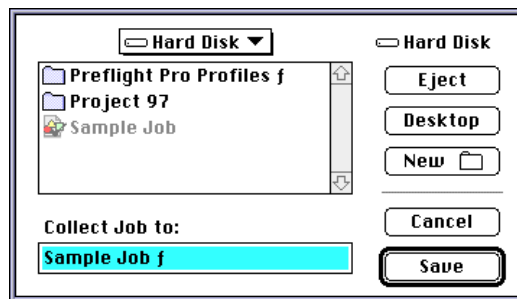 Hard Disk
Hard Disk
Preflight Pro Profiles ƒ
Project 97
Sample Job
Eject
Desktop
New
Collect Job to:
Sample Job ƒ
Cancel
Save